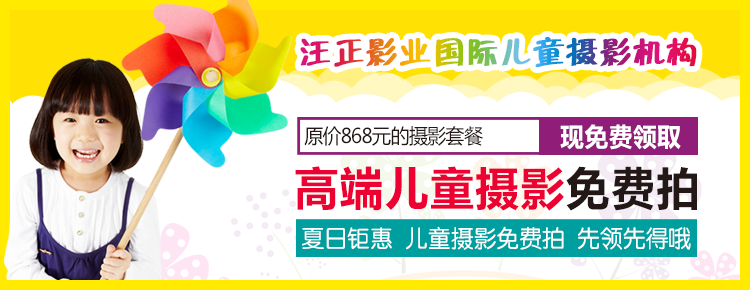 汪正影业国际儿童摄影机构
原价868元的摄影套餐 现免费领取
高端儿童摄影免费拍
夏日钜惠 儿童摄影免费拍 先领先得哦